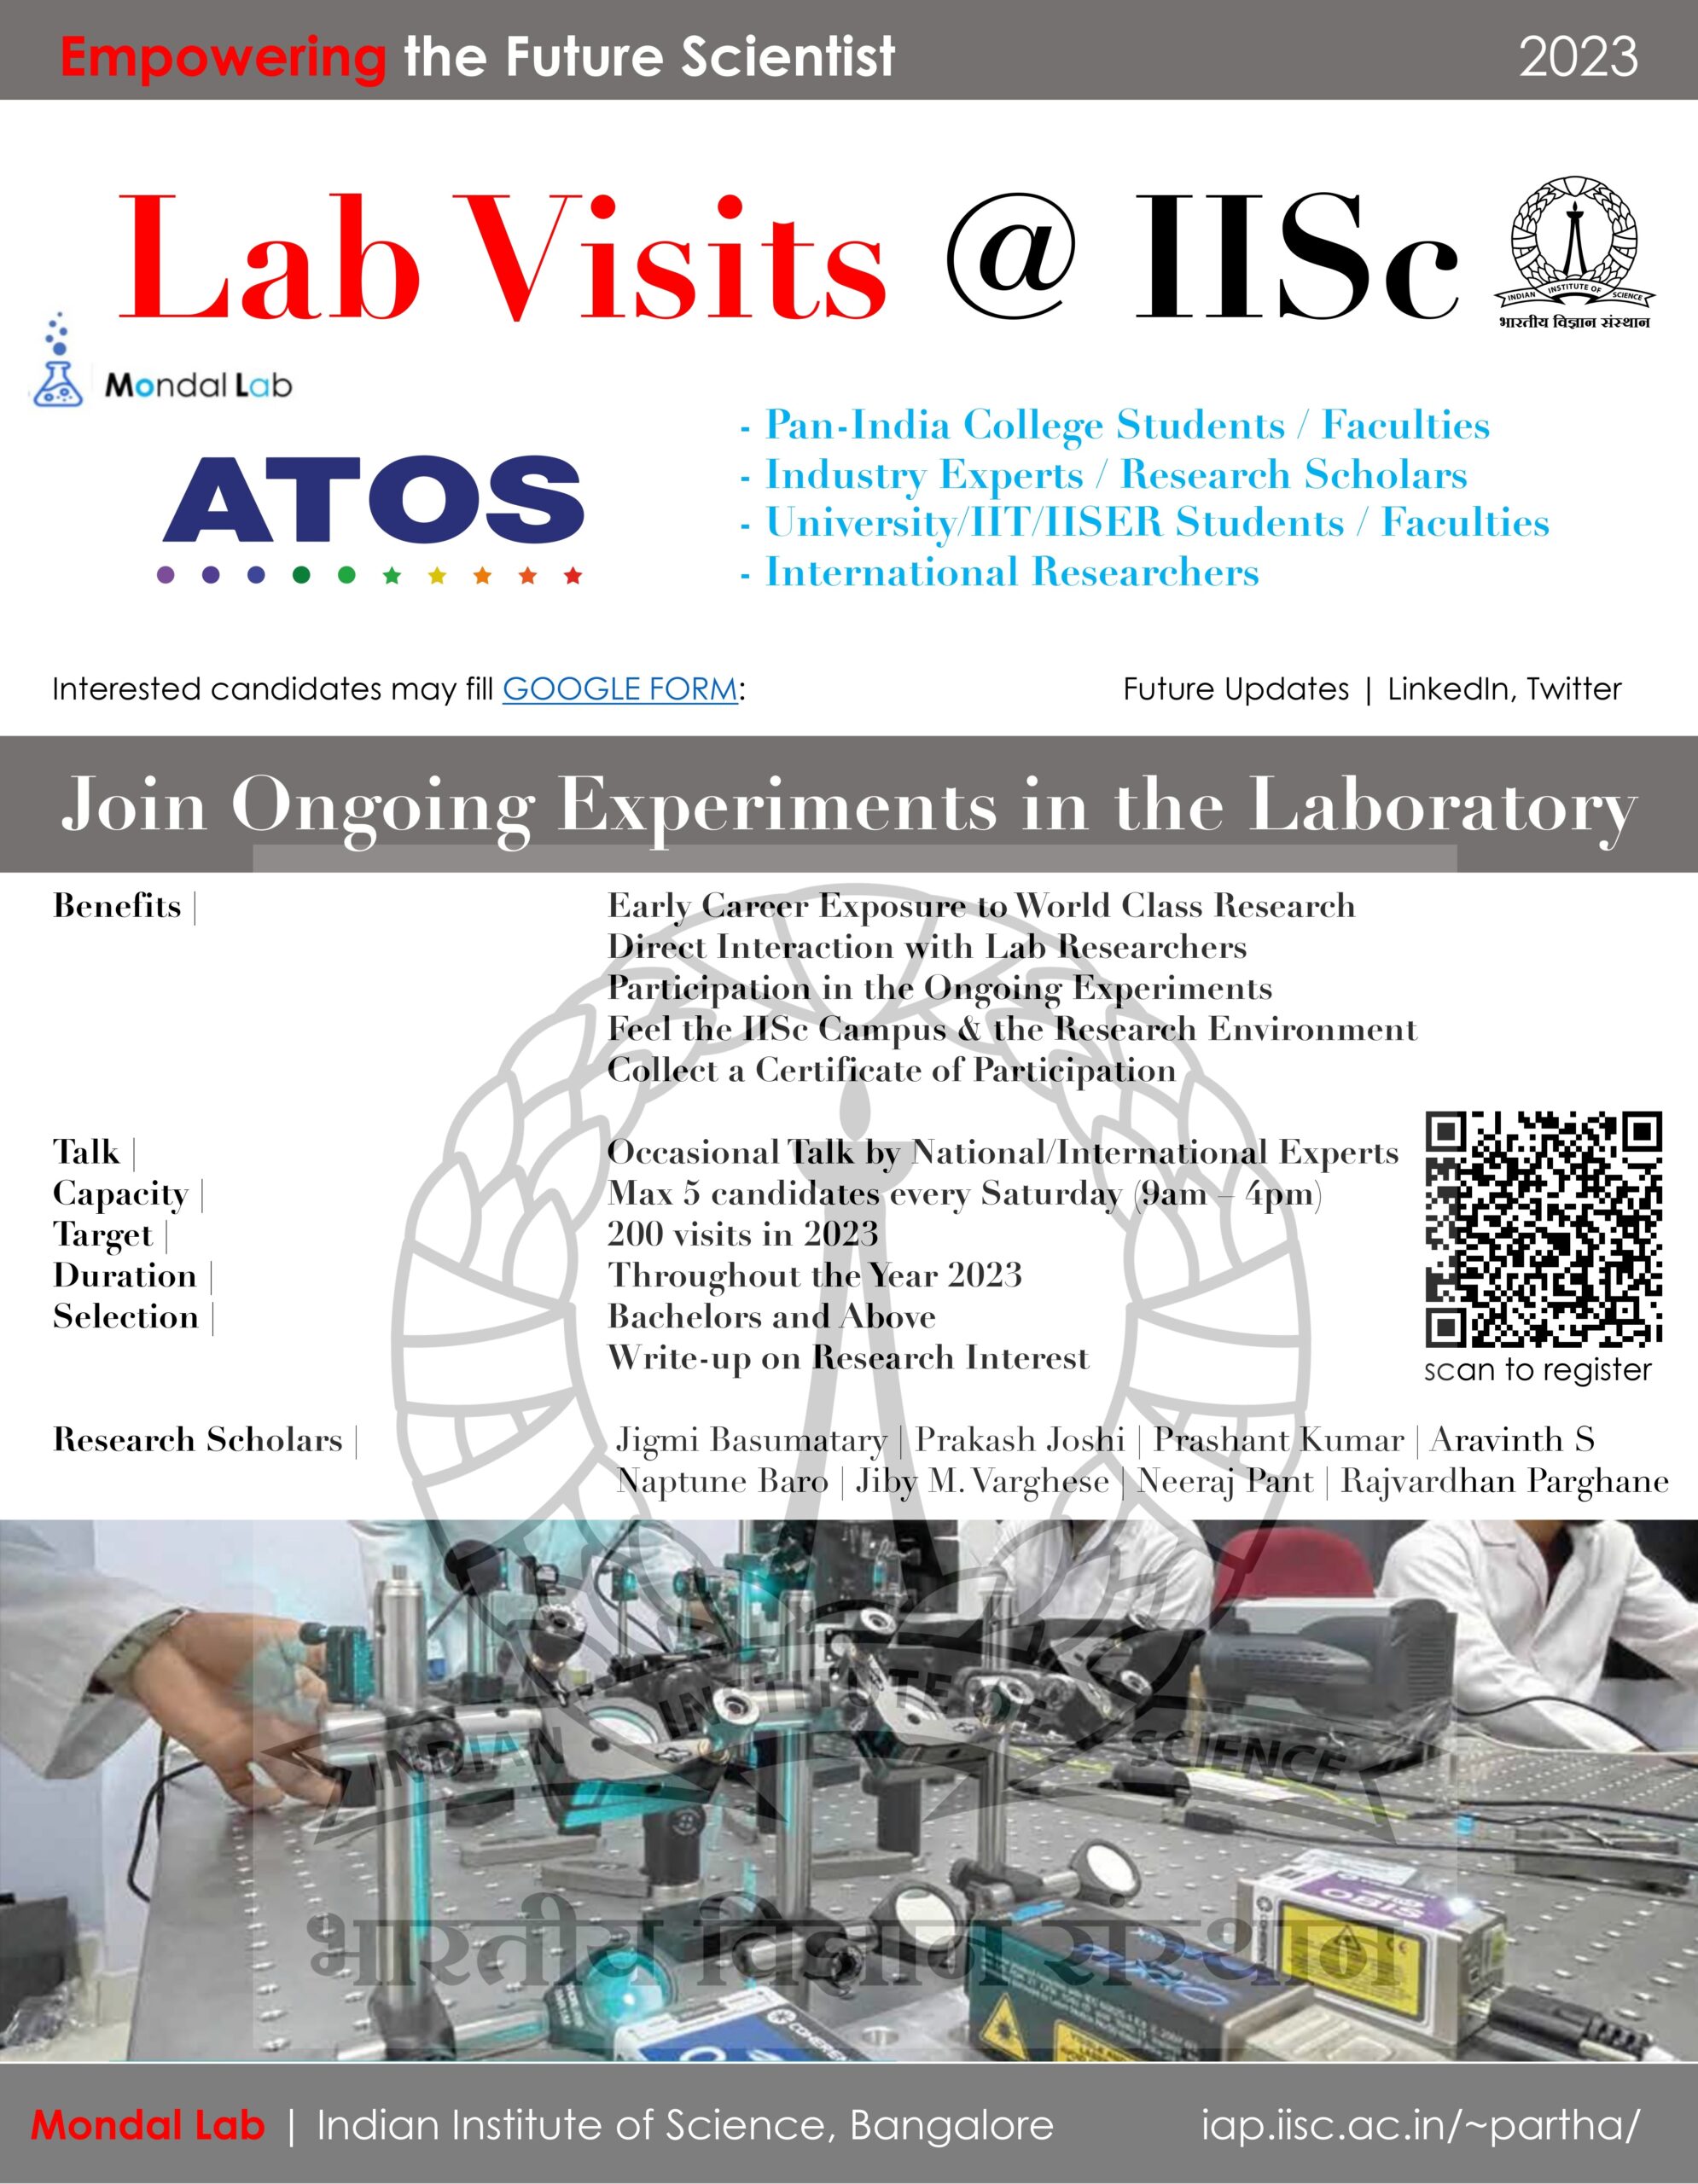 Empowering the Future Scientist 2023
Lab Visits @ IISc
INDIAN INSTITUTE OF SCIENCE
भारतीय विज्ञान संस्थान
Mondal Lab
ATOS
- Pan-India College Students / Faculties
- Industry Experts / Research Scholars
- University/IIT/IISER Students / Faculties
- International Researchers
Interested candidates may fill GOOGLE FORM:
Future Updates | LinkedIn, Twitter
Join Ongoing Experiments in the Laboratory
Benefits | Early Career Exposure to World Class Research
Direct Interaction with Lab Researchers
Participation in the Ongoing Experiments
Feel the IISc Campus & the Research Environment
Collect a Certificate of Participation
Talk | Occasional Talk by National/International Experts
Capacity | Max 5 candidates every Saturday (9am – 4pm)
Target | 200 visits in 2023
Duration | Throughout the Year 2023
Selection | Bachelors and Above
Write-up on Research Interest
scan to register
Research Scholars | Jigmi Basumatary | Prakash Joshi | Prashant Kumar | Aravinth S
Naptune Baro | Jiby M. Varghese | Neeraj Pant | Rajvardhan Parghane
INDIAN INSTITUTE OF SCIENCE
भारतीय विज्ञान संस्थान
Mondal Lab | Indian Institute of Science, Bangalore iap.iisc.ac.in/~partha/